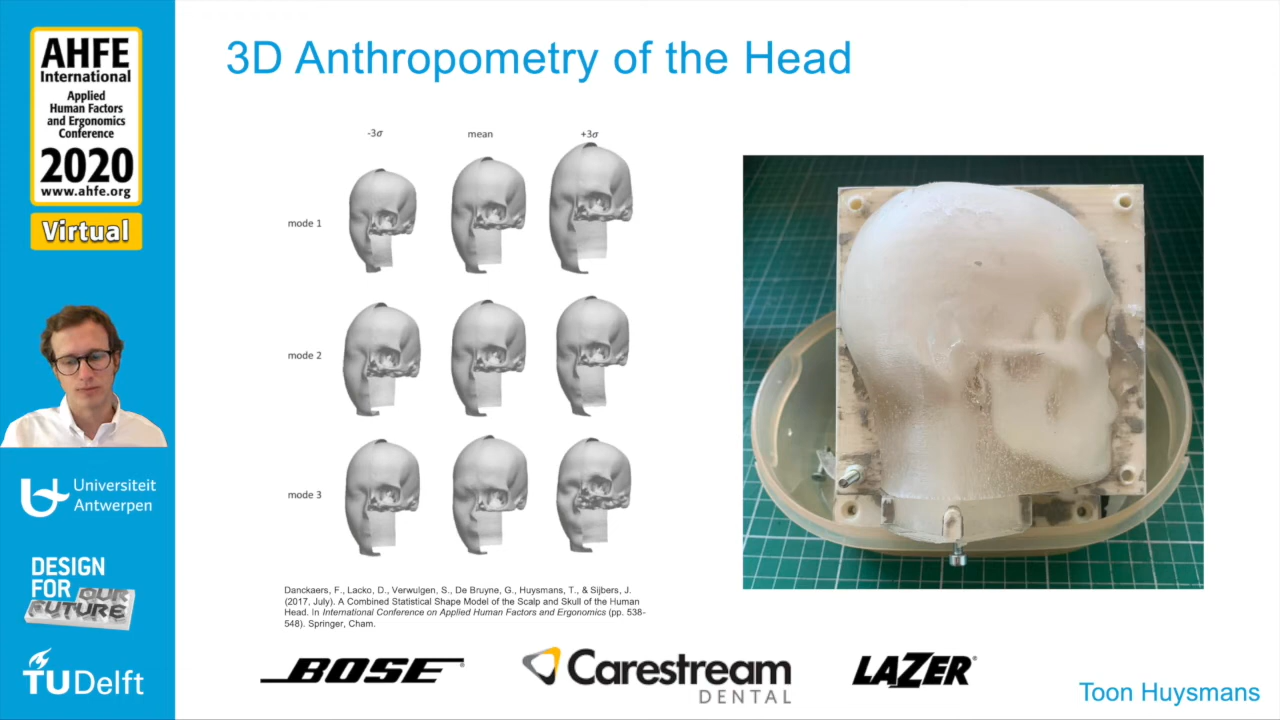 AHFE
International
Applied
Human Factors
and Ergonomics
Conference
2020
www.ahfe.org
Virtual
Universiteit
Antwerpen
DESIGN
FOR
OUR
FUTURE
TU Delft
3D Anthropometry of the Head
-3σ mean +3σ
mode 1
mode 2
mode 3
Danckaers, F., Lacko, D., Verwulgen, S., De Bruyne, G., Huysmans, T., & Sijbers, J.
(2017, July). A Combined Statistical Shape Model of the Scalp and Skull of the Human
Head. In International Conference on Applied Human Factors and Ergonomics (pp. 538-
548). Springer, Cham.
BOSE
Carestream
DENTAL
LAZER
Toon Huysmans